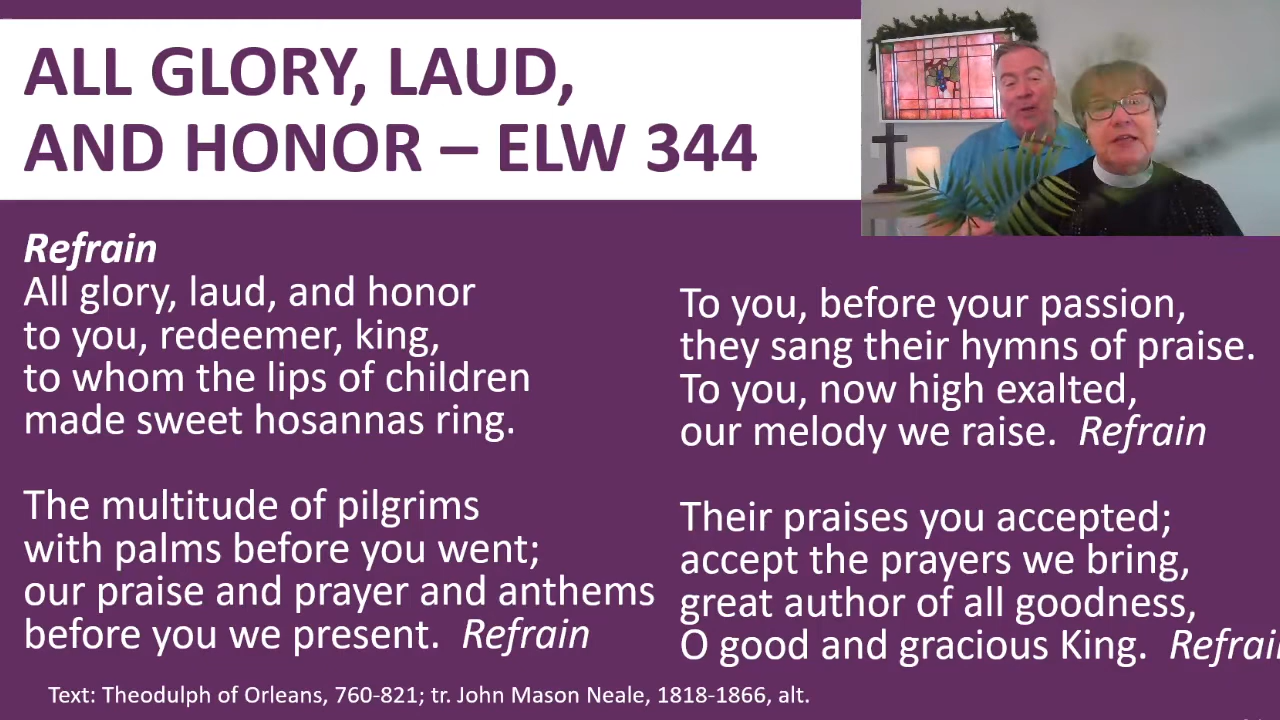 ALL GLORY, LAUD,
AND HONOR – ELW 344
Refrain
All glory, laud, and honor
to you, redeemer, king,
to whom the lips of children
made sweet hosannas ring.
The multitude of pilgrims
with palms before you went;
our praise and prayer and anthems
before you we present. Refrain
To you, before your passion,
they sang their hymns of praise.
To you, now high exalted,
our melody we raise. Refrain
Their praises you accepted;
accept the prayers we bring,
great author of all goodness,
O good and gracious King. Refrain
Text: Theodulph of Orleans, 760-821; tr. John Mason Neale, 1818-1866, alt.